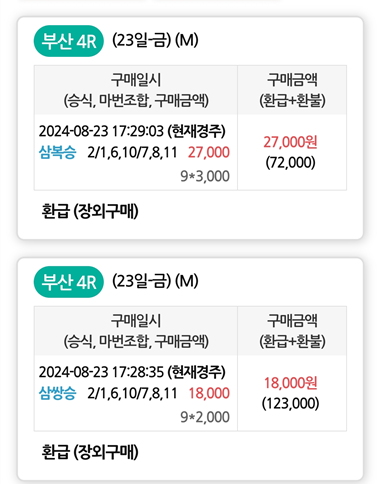 부산 4R (23일-금) (M)
구매일시 구매금액
(승식, 마번조합, 구매금액) (환급+환불)
2024-08-23 17:29:03 (현재경주)
27,000원
삼복승 2/1,6,10/7,8,11 27,000
(72,000)
9*3,000
환급 (장외구매)
부산 4R (23일-금) (M)
구매일시 구매금액
(승식, 마번조합, 구매금액) (환급+환불)
2024-08-23 17:28:35 (현재경주)
18,000원
삼쌍승 2/1,6,10/7,8,11 18,000
(123,000)
9*2,000
환급 (장외구매)